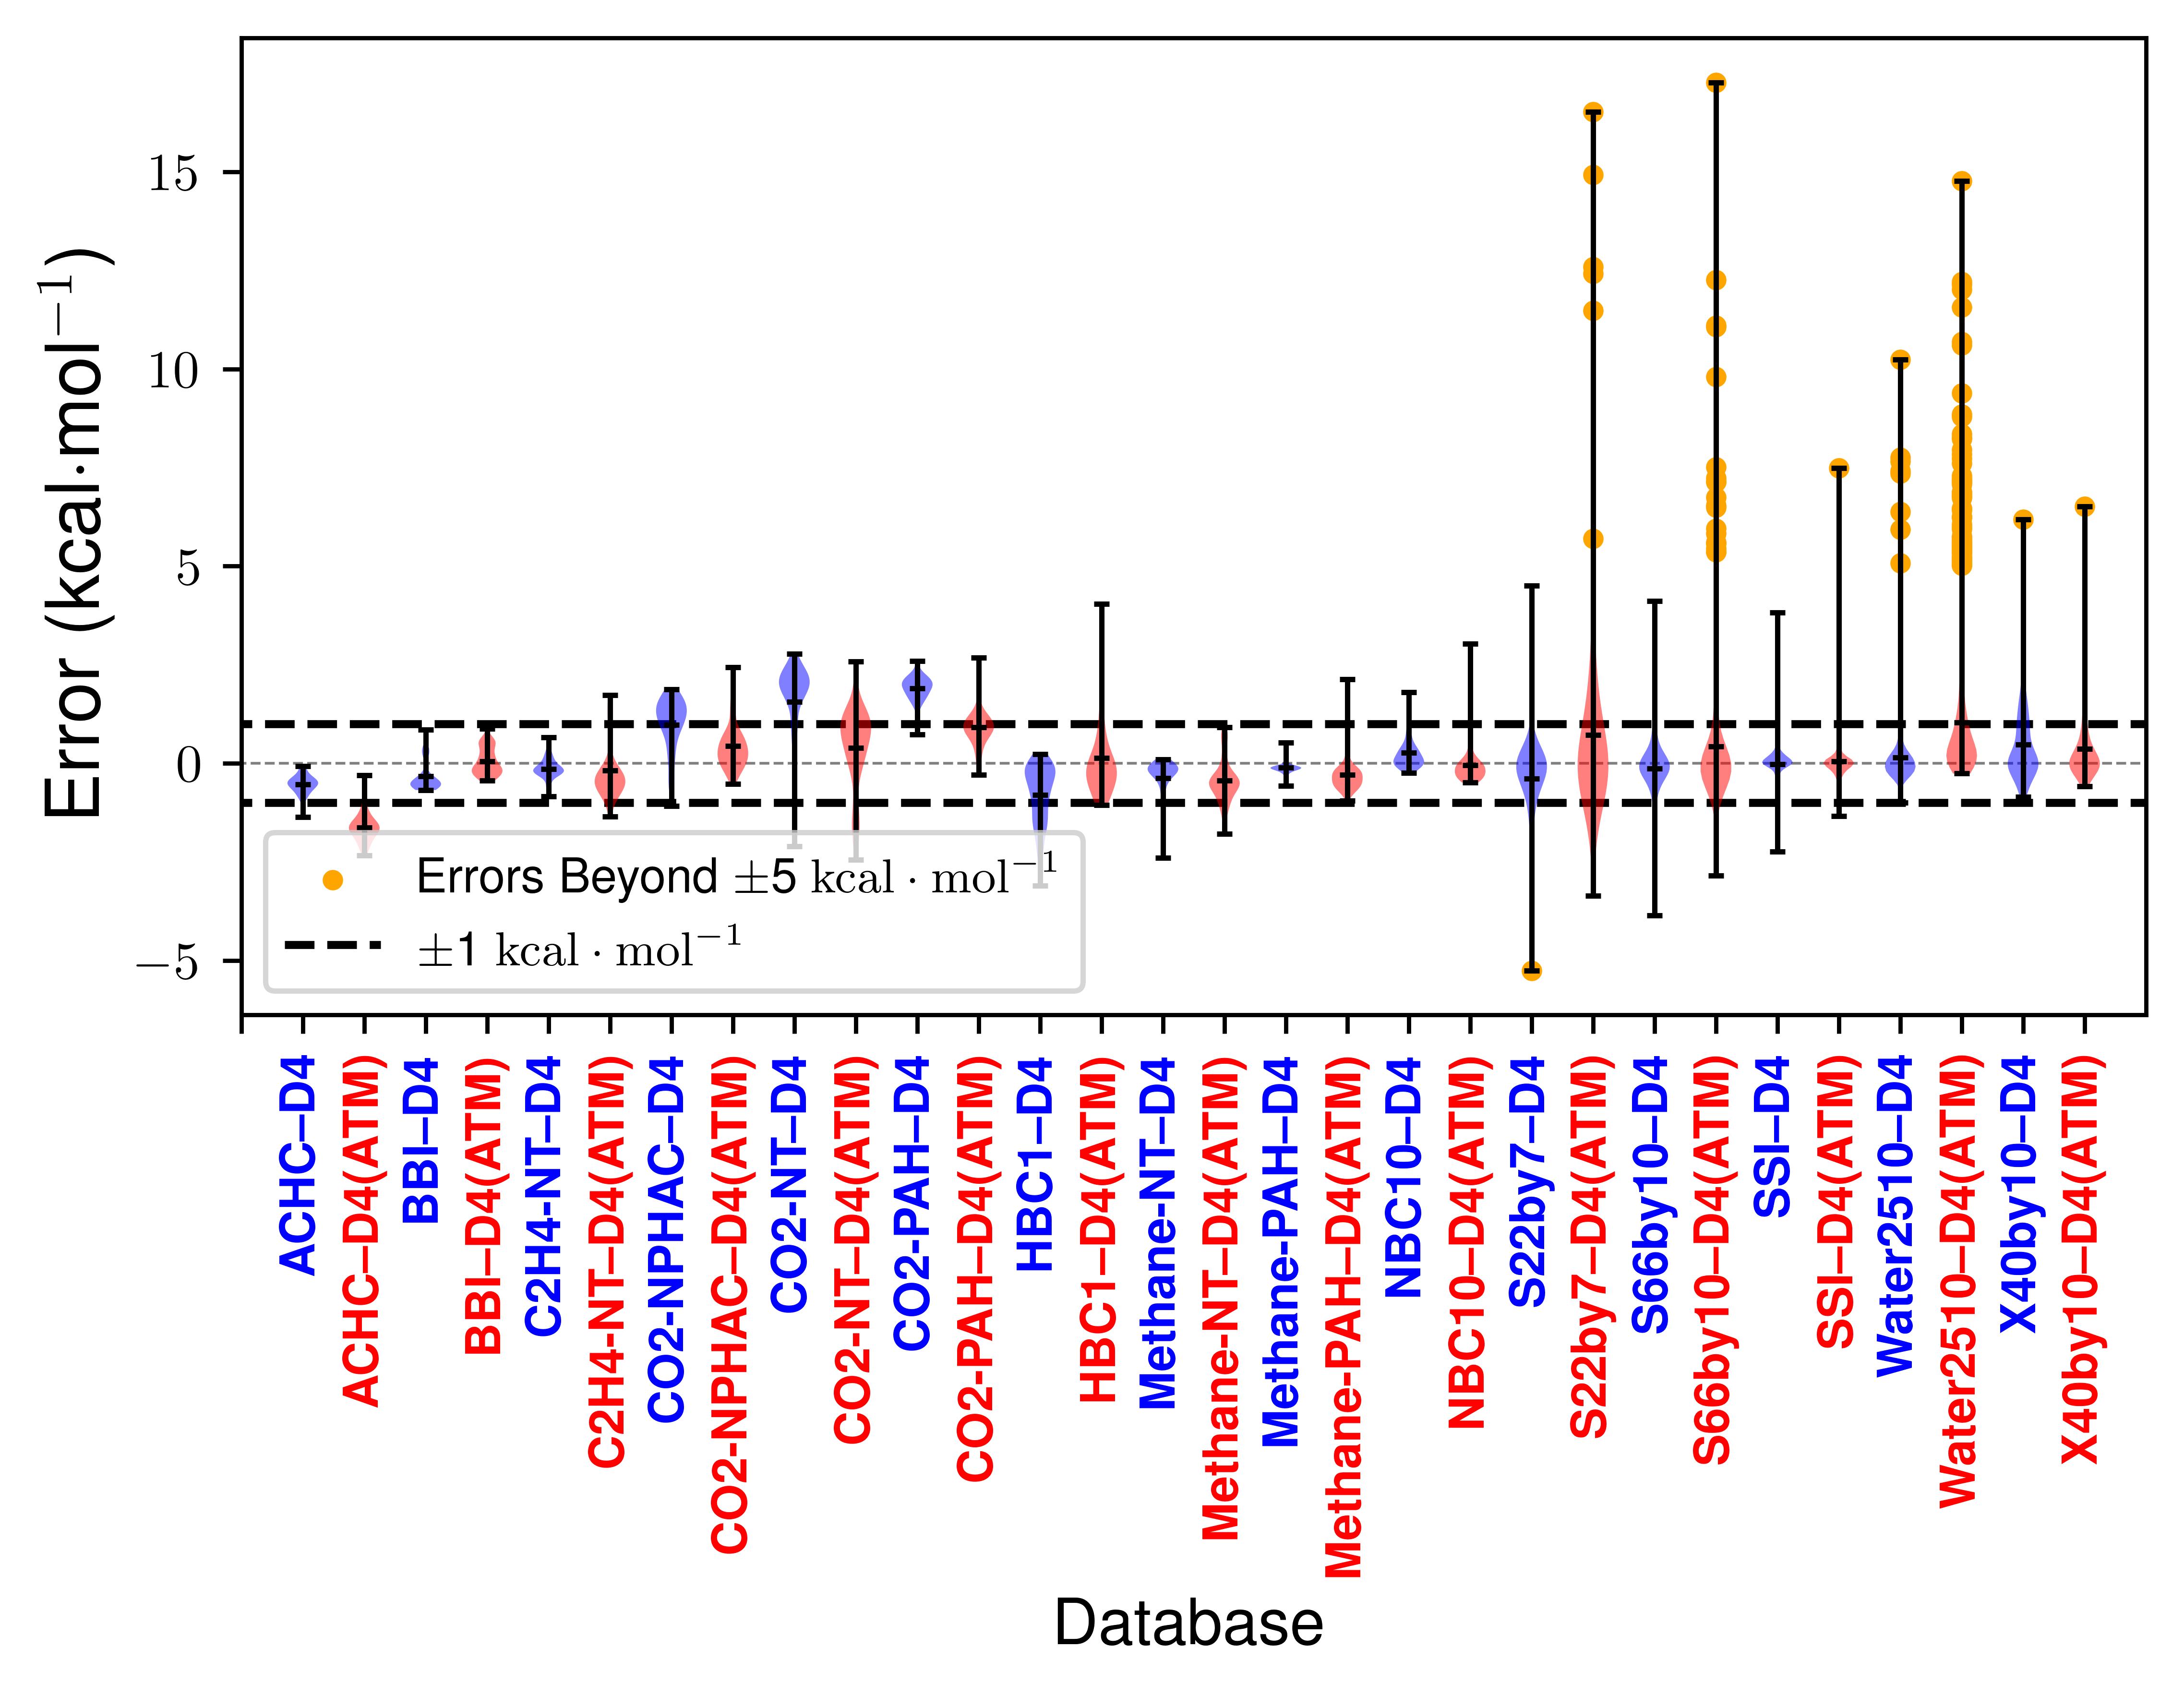 Error (kcal·mol⁻¹)
15
10
5
0
−5
Errors Beyond ±5 kcal · mol⁻¹
±1 kcal · mol⁻¹
ACHC–D4
ACHC–D4(ATM)
BBI–D4
BBI–D4(ATM)
C2H4-NT–D4
C2H4-NT–D4(ATM)
CO2-NPHAC–D4
CO2-NPHAC–D4(ATM)
CO2-NT–D4
CO2-NT–D4(ATM)
CO2-PAH–D4
CO2-PAH–D4(ATM)
HBC1–D4
HBC1–D4(ATM)
Methane-NT–D4
Methane-NT–D4(ATM)
Methane-PAH–D4
Methane-PAH–D4(ATM)
NBC10–D4
NBC10–D4(ATM)
S22by7–D4
S22by7–D4(ATM)
S66by10–D4
S66by10–D4(ATM)
SSI–D4
SSI–D4(ATM)
Water2510–D4
Water2510–D4(ATM)
X40by10–D4
X40by10–D4(ATM)
Database